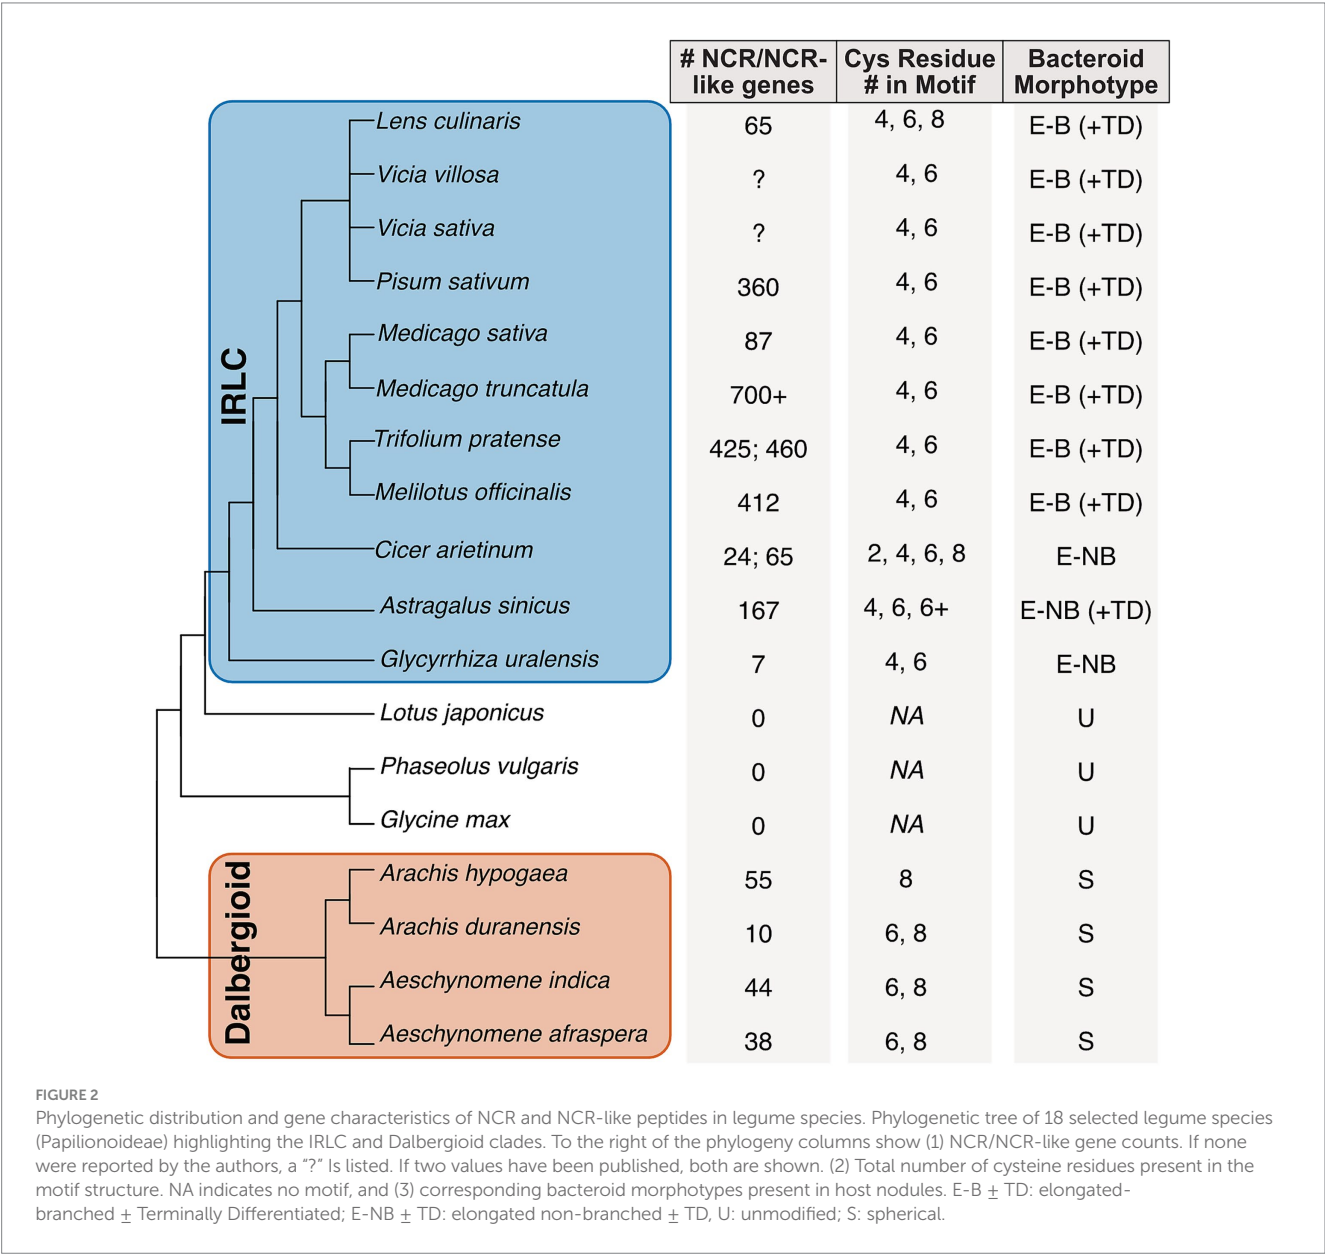 # NCR/NCR-like genes
Cys Residue # in Motif
Bacteroid Morphotype
IRLC
Lens culinaris 65 4, 6, 8 E-B (+TD)
Vicia villosa ? 4, 6 E-B (+TD)
Vicia sativa ? 4, 6 E-B (+TD)
Pisum sativum 360 4, 6 E-B (+TD)
Medicago sativa 87 4, 6 E-B (+TD)
Medicago truncatula 700+ 4, 6 E-B (+TD)
Trifolium pratense 425; 460 4, 6 E-B (+TD)
Melilotus officinalis 412 4, 6 E-B (+TD)
Cicer arietinum 24; 65 2, 4, 6, 8 E-NB
Astragalus sinicus 167 4, 6, 6+ E-NB (+TD)
Glycyrrhiza uralensis 7 4, 6 E-NB
Lotus japonicus 0 NA U
Phaseolus vulgaris 0 NA U
Glycine max 0 NA U
Dalbergioid
Arachis hypogaea 55 8 S
Arachis duranensis 10 6, 8 S
Aeschynomene indica 44 6, 8 S
Aeschynomene afraspera 38 6, 8 S
FIGURE 2
Phylogenetic distribution and gene characteristics of NCR and NCR-like peptides in legume species. Phylogenetic tree of 18 selected legume species
(Papilionoideae) highlighting the IRLC and Dalbergioid clades. To the right of the phylogeny columns show (1) NCR/NCR-like gene counts. If none
were reported by the authors, a “?” Is listed. If two values have been published, both are shown. (2) Total number of cysteine residues present in the
motif structure. NA indicates no motif, and (3) corresponding bacteroid morphotypes present in host nodules. E-B ± TD: elongated-
branched ± Terminally Differentiated; E-NB ± TD: elongated non-branched ± TD, U: unmodified; S: spherical.